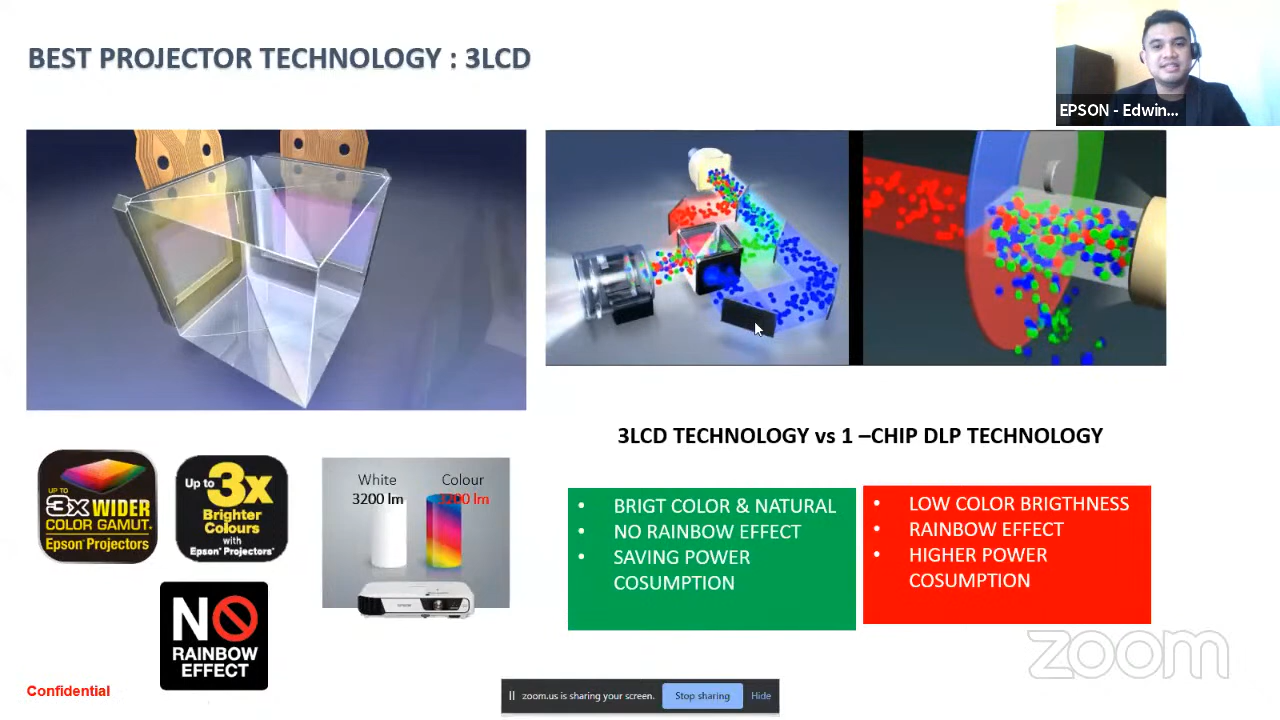 BEST PROJECTOR TECHNOLOGY : 3LCD
EPSON - Edwin...
3LCD TECHNOLOGY vs 1 –CHIP DLP TECHNOLOGY
UP TO
3X WIDER
COLOR GAMUT.
Epson Projectors
Up to 3x
Brighter
Colours
with
Epson Projectors*
White
3200 lm
Colour
3200 lm
EPSON
• BRIGT COLOR & NATURAL
• NO RAINBOW EFFECT
• SAVING POWER
COSUMPTION
• LOW COLOR BRIGTHNESS
• RAINBOW EFFECT
• HIGHER POWER
COSUMPTION
NO
RAINBOW
EFFECT
zoom
Confidential
zoom.us is sharing your screen.
Stop sharing
Hide